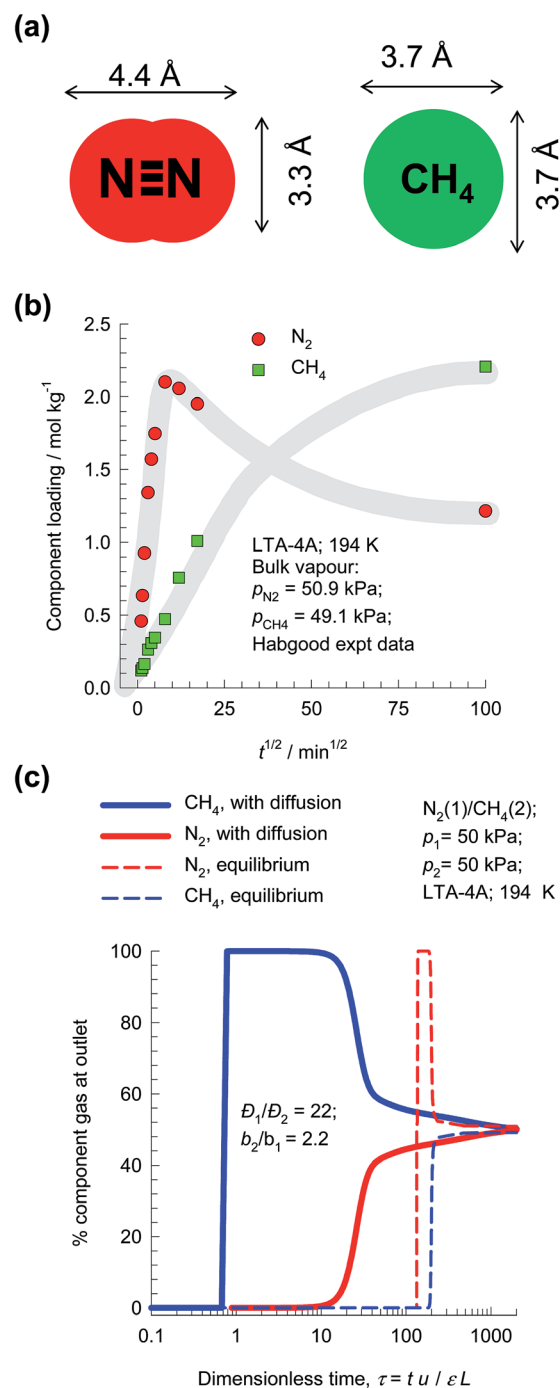 (a)
4.4 Å
3.7 Å
N≡N
3.3 Å
CH₄
3.7 Å
(b)
Component loading / mol kg⁻¹
2.5
2.0
1.5
1.0
0.5
0.0
N₂
CH₄
LTA-4A; 194 K
Bulk vapour:
p_N2 = 50.9 kPa;
p_CH4 = 49.1 kPa;
Habgood expt data
0 25 50 75 100
t^1/2 / min^1/2
(c)
CH₄, with diffusion
N₂, with diffusion
N₂, equilibrium
CH₄, equilibrium
N₂(1)/CH₄(2);
p₁= 50 kPa;
p₂= 50 kPa;
LTA-4A; 194 K
% component gas at outlet
100
80
60
40
20
0
Đ₁/Đ₂ = 22;
b₂/b₁ = 2.2
0.1 1 10 100 1000
Dimensionless time, τ = t u / ε L